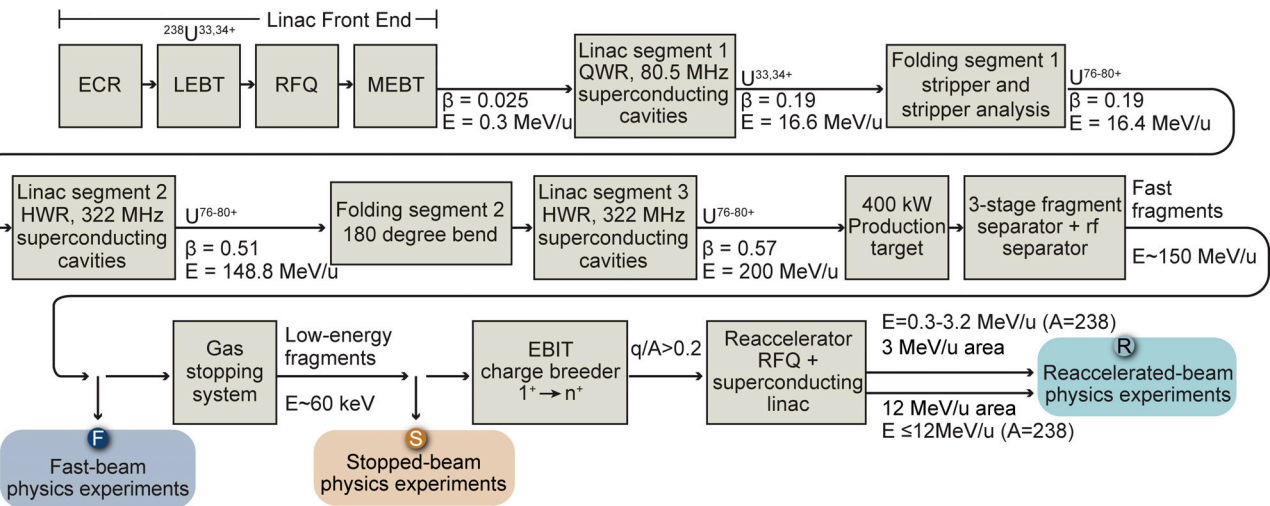 Linac Front End
²³⁸U³³,³⁴⁺
ECR
LEBT
RFQ
MEBT
β = 0.025
E = 0.3 MeV/u
Linac segment 1
QWR, 80.5 MHz
superconducting
cavities
U³³,³⁴⁺
β = 0.19
E = 16.6 MeV/u
Folding segment 1
stripper and
stripper analysis
U⁷⁶⁻⁸⁰⁺
β = 0.19
E = 16.4 MeV/u
Linac segment 2
HWR, 322 MHz
superconducting
cavities
U⁷⁶⁻⁸⁰⁺
β = 0.51
E = 148.8 MeV/u
Folding segment 2
180 degree bend
Linac segment 3
HWR, 322 MHz
superconducting
cavities
U⁷⁶⁻⁸⁰⁺
β = 0.57
E = 200 MeV/u
400 kW
Production
target
3-stage fragment
separator + rf
separator
Fast
fragments
E~150 MeV/u
Gas
stopping
system
Low-energy
fragments
E~60 keV
EBIT
charge breeder
1⁺→n⁺
q/A>0.2
Reaccelerator
RFQ +
superconducting
linac
E=0.3-3.2 MeV/u (A=238)
3 MeV/u area
12 MeV/u area
E ≤12MeV/u (A=238)
R
Reaccelerated-beam
physics experiments
F
Fast-beam
physics experiments
S
Stopped-beam
physics experiments